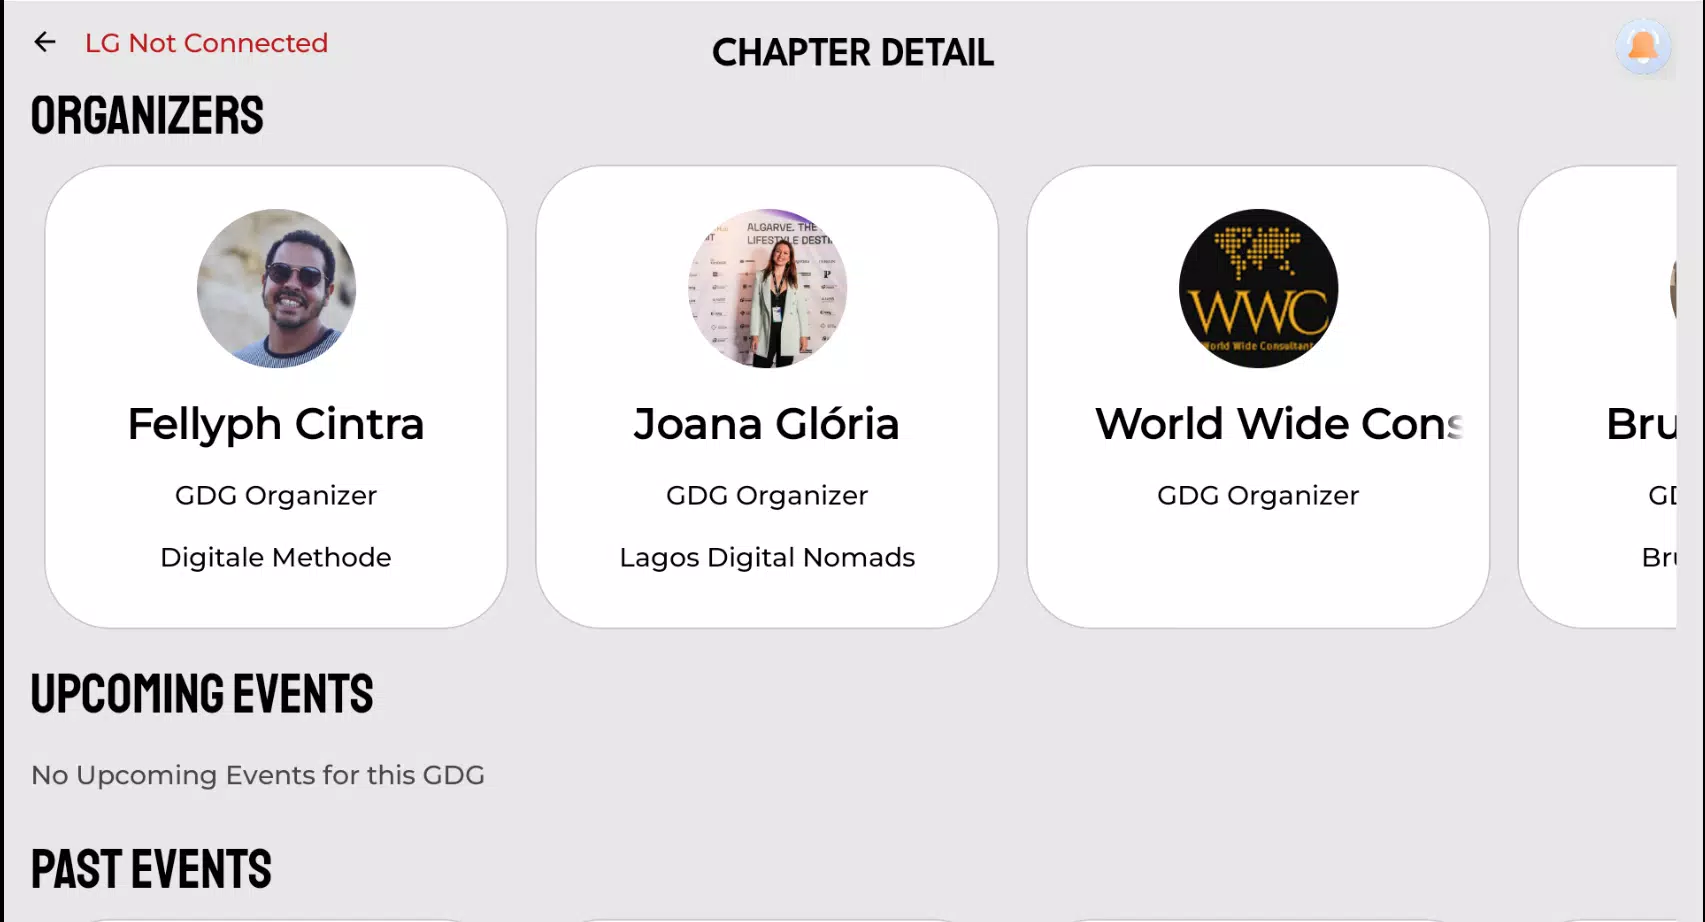 LG Not Connected
CHAPTER DETAIL
ORGANIZERS
ALGARVE. THE
LIFESTYLE
WWC
World Wide Consultant
Fellyph Cintra
Joana Glória
World Wide Cons
Bru
GDG Organizer
GDG Organizer
GDG Organizer
GD
Digitale Methode
Lagos Digital Nomads
Bru
UPCOMING EVENTS
No Upcoming Events for this GDG
PAST EVENTS